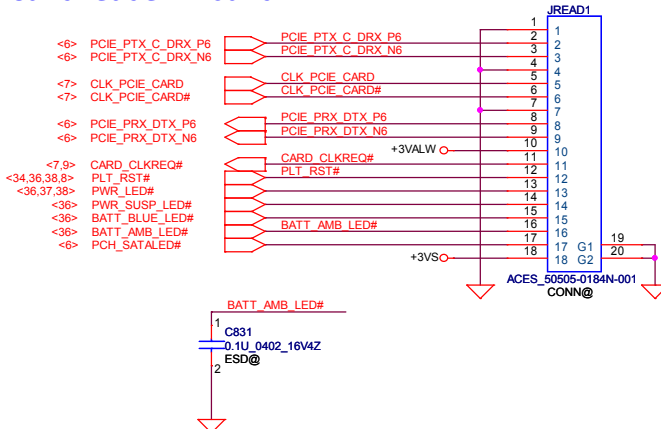 JREAD1
<6> PCIE_PTX_C_DRX_P6 PCIE_PTX_C_DRX_P6
<6> PCIE_PTX_C_DRX_N6 PCIE_PTX_C_DRX_N6
<7> CLK_PCIE_CARD CLK_PCIE_CARD
<7> CLK_PCIE_CARD# CLK_PCIE_CARD#
<6> PCIE_PRX_DTX_P6 PCIE_PRX_DTX_P6
<6> PCIE_PRX_DTX_N6 PCIE_PRX_DTX_N6
+3VALW
<7,9> CARD_CLKREQ# CARD_CLKREQ#
<34,36,38,8> PLT_RST# PLT_RST#
<36,37,38> PWR_LED#
<36> PWR_SUSP_LED#
<36> BATT_BLUE_LED#
<36> BATT_AMB_LED# BATT_AMB_LED#
<6> PCH_SATALED#
+3VS
1 1
2 2
3 3
4 4
5 5
6 6
7 7
8 8
9 9
10 10
11 11
12 12
13 13
14 14
15 15
16 16
17 17 G1 19
18 18 G2 20
ACES_50505-0184N-001
CONN@
BATT_AMB_LED#
1
C831
0.1U_0402_16V4Z
ESD@
2